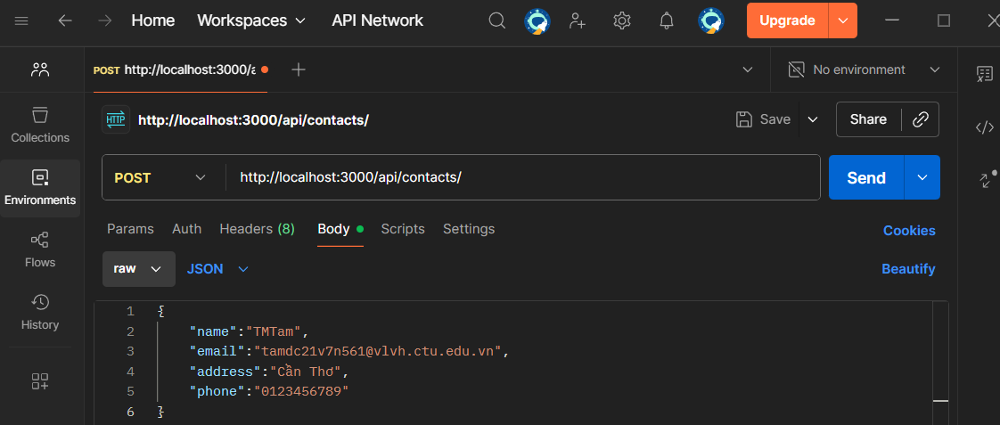 Home Workspaces API Network Upgrade
POST http://localhost:3000/a No environment
HTTP http://localhost:3000/api/contacts/ Save Share
Collections
Environments
Flows
History
POST http://localhost:3000/api/contacts/ Send
Params Auth Headers (8) Body Scripts Settings Cookies
raw JSON Beautify
1 {
2 "name":"TMTam",
3 "email":"tamdc21v7n561@vlvh.ctu.edu.vn",
4 "address":"Cần Thơ",
5 "phone":"0123456789"
6 }